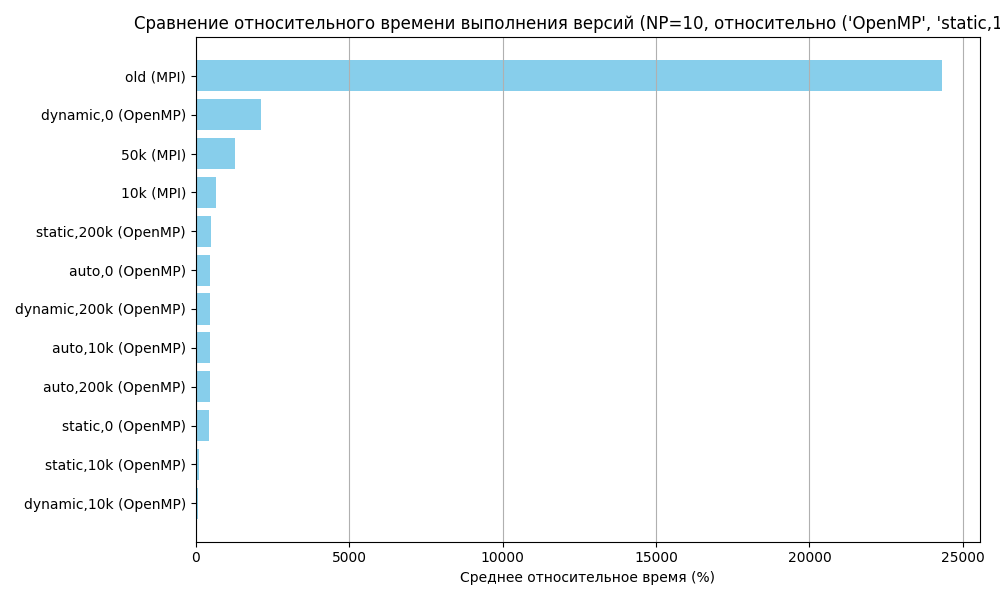 Сравнение относительного времени выполнения версий (NP=10, относительно ('OpenMP', 'static,1
old (MPI)
dynamic,0 (OpenMP)
50k (MPI)
10k (MPI)
static,200k (OpenMP)
auto,0 (OpenMP)
dynamic,200k (OpenMP)
auto,10k (OpenMP)
auto,200k (OpenMP)
static,0 (OpenMP)
static,10k (OpenMP)
dynamic,10k (OpenMP)
0 5000 10000 15000 20000 25000
Среднее относительное время (%)